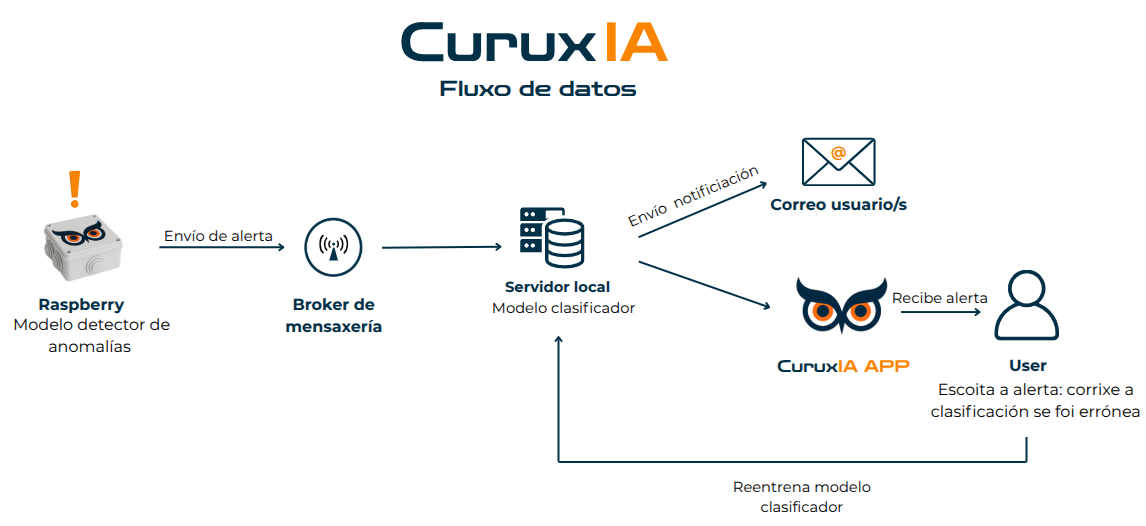 CuruxIA
Fluxo de datos
!
@
Envío notificiación
Correo usuario/s
Envío de alerta
Raspberry
Modelo detector de
anomalías
Broker de
mensaxería
Servidor local
Modelo clasificador
Recibe alerta
CuruxIA APP
User
Escoita a alerta: corrixe a
clasificación se foi errónea
Reentrena modelo
clasificador